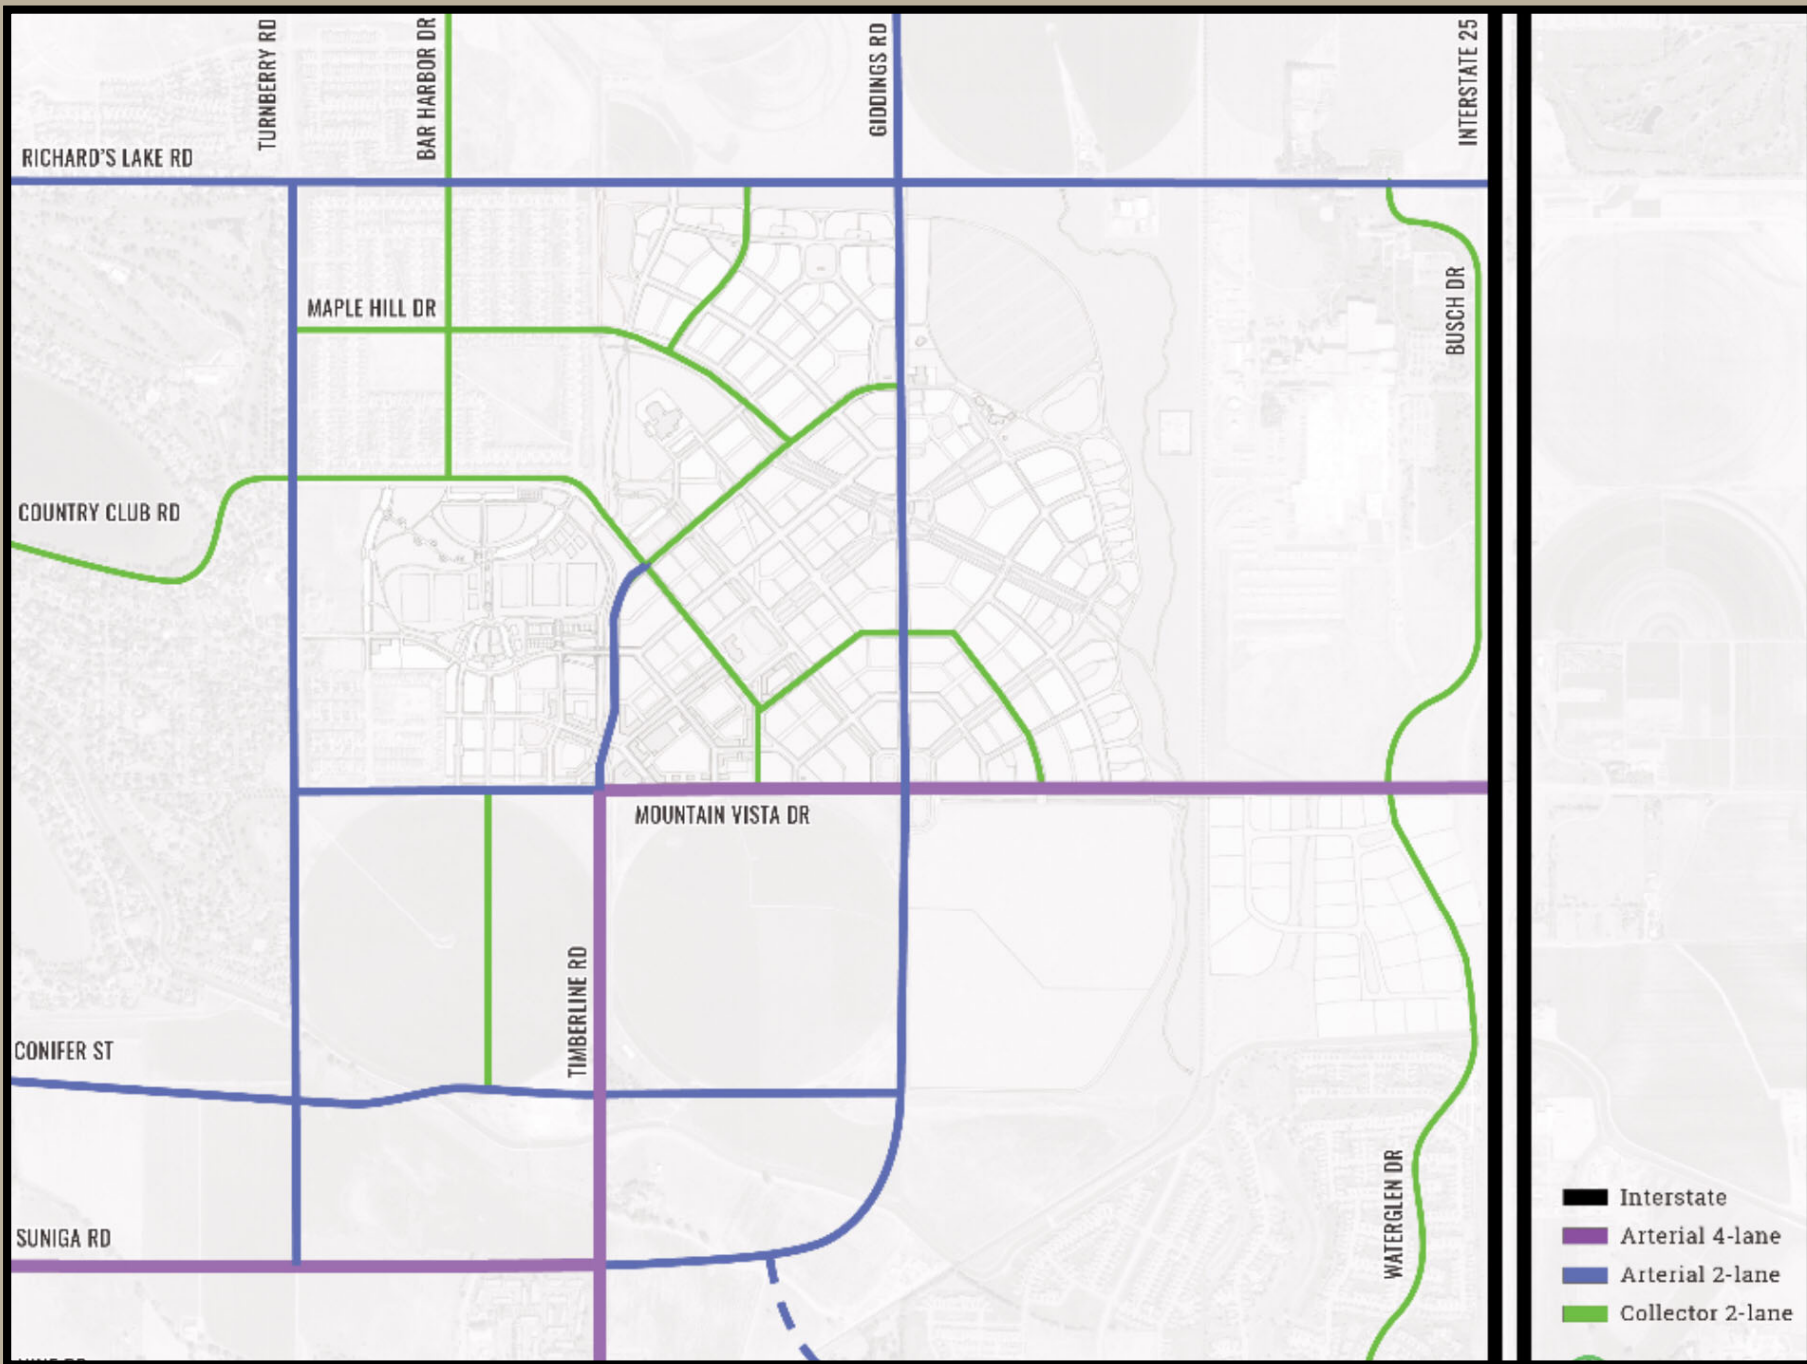 TURNBERRY RD
BAR HARBOR DR
GIDDINGS RD
INTERSTATE 25
RICHARD'S LAKE RD
MAPLE HILL DR
BUSCH DR
COUNTRY CLUB RD
MOUNTAIN VISTA DR
TIMBERLINE RD
CONIFER ST
WATERGLEN DR
SUNIGA RD
Interstate
Arterial 4-lane
Arterial 2-lane
Collector 2-lane